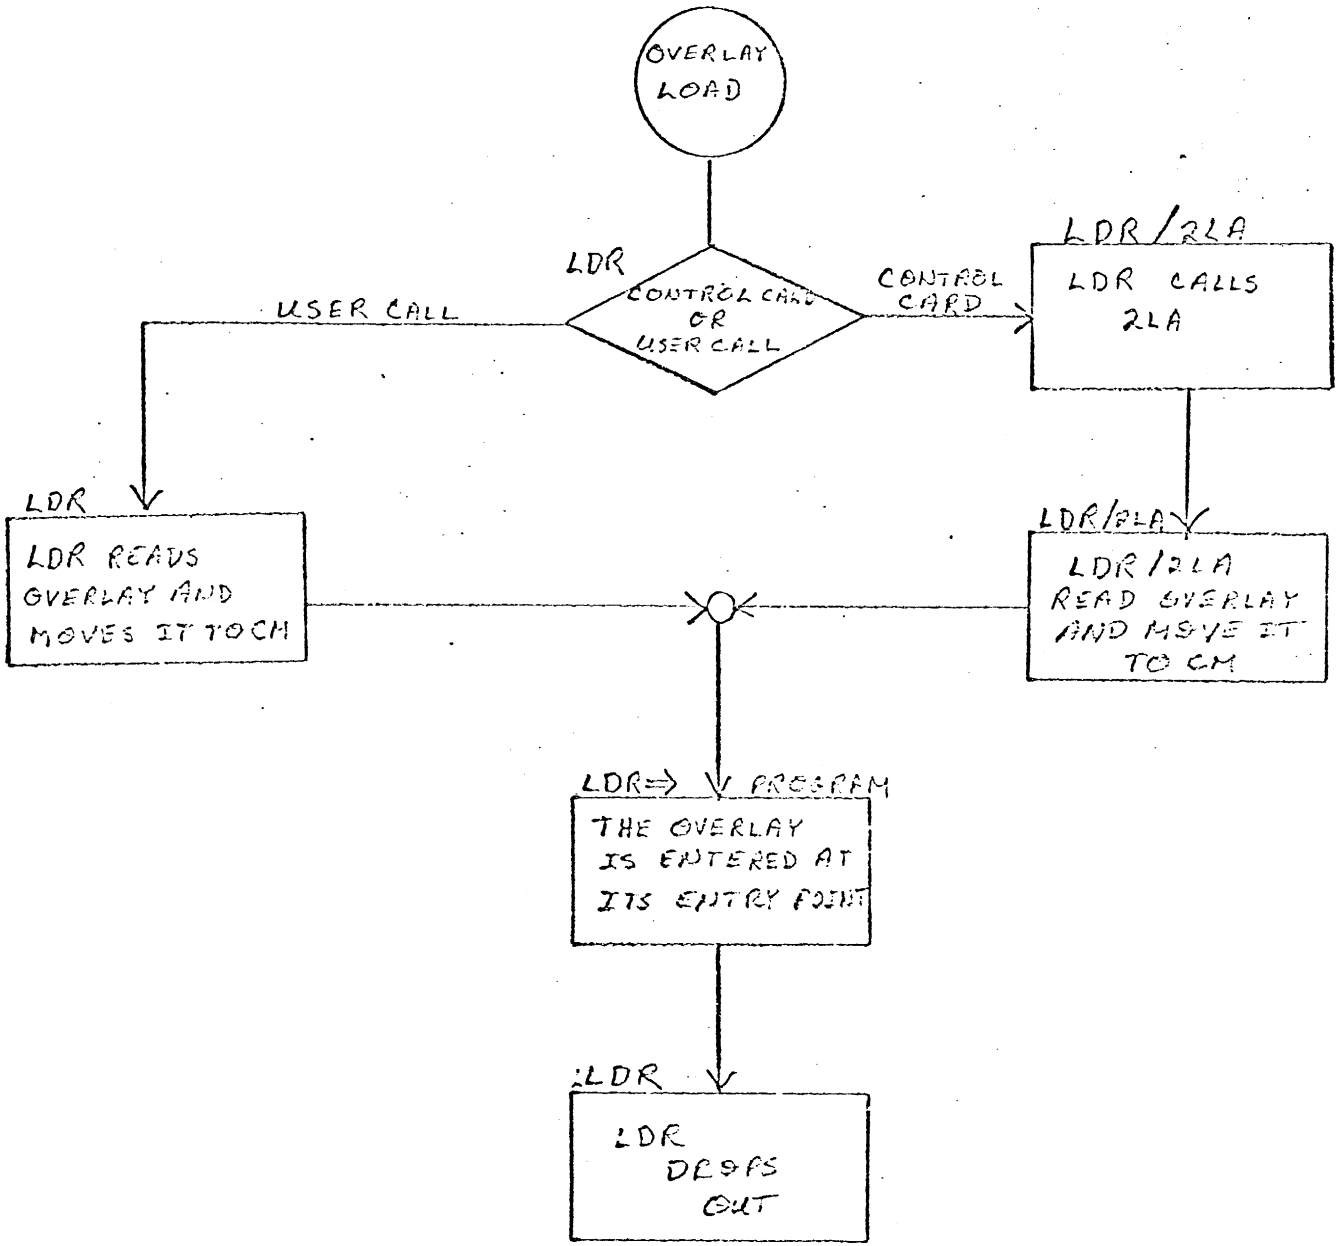 OVERLAY
LOAD
LDR
CONTROL CARD
OR
USER CALL
USER CALL
CONTROL
CARD
LDR/2LA
LDR CALLS
2LA
LDR
LDR READS
OVERLAY AND
MOVES IT TO CM
LDR/2LA
LDR/2LA
READ OVERLAY
AND MOVE IT
TO CM
LDR⇒ PROGRAM
THE OVERLAY
IS ENTERED AT
ITS ENTRY POINT
LDR
LDR
DROPS
OUT